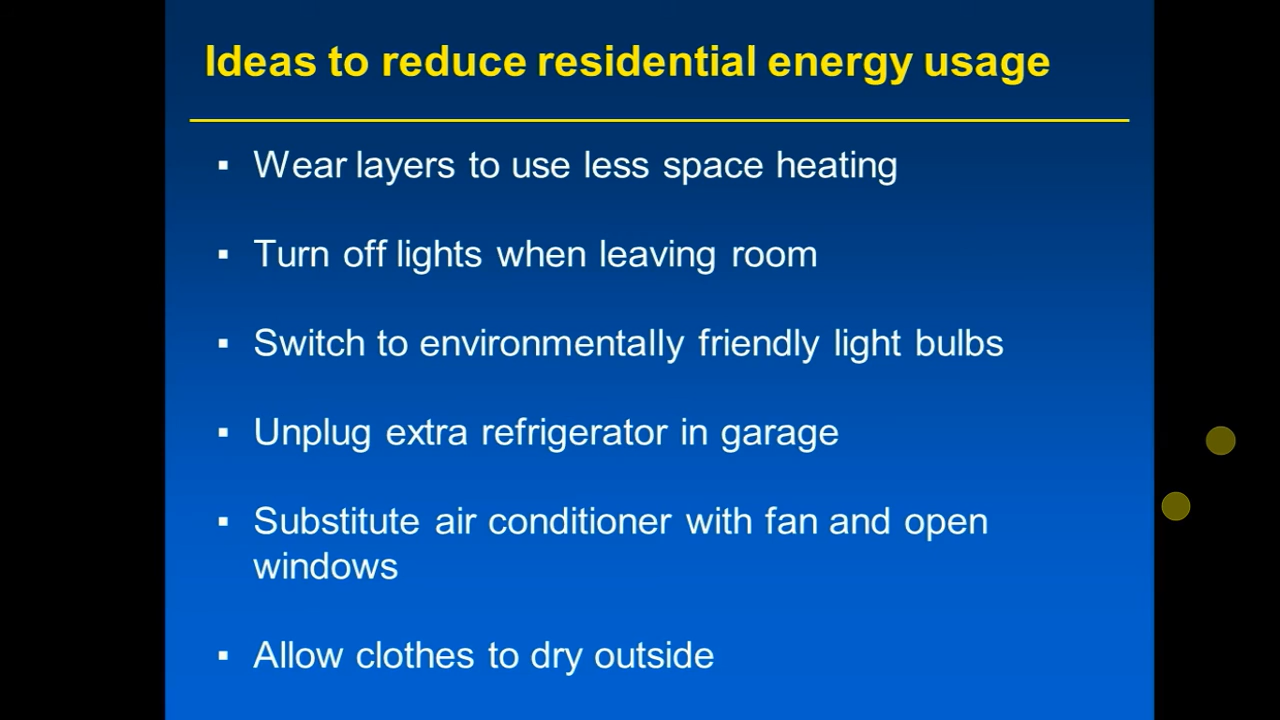 Ideas to reduce residential energy usage
▪ Wear layers to use less space heating
▪ Turn off lights when leaving room
▪ Switch to environmentally friendly light bulbs
▪ Unplug extra refrigerator in garage
▪ Substitute air conditioner with fan and open
windows
▪ Allow clothes to dry outside